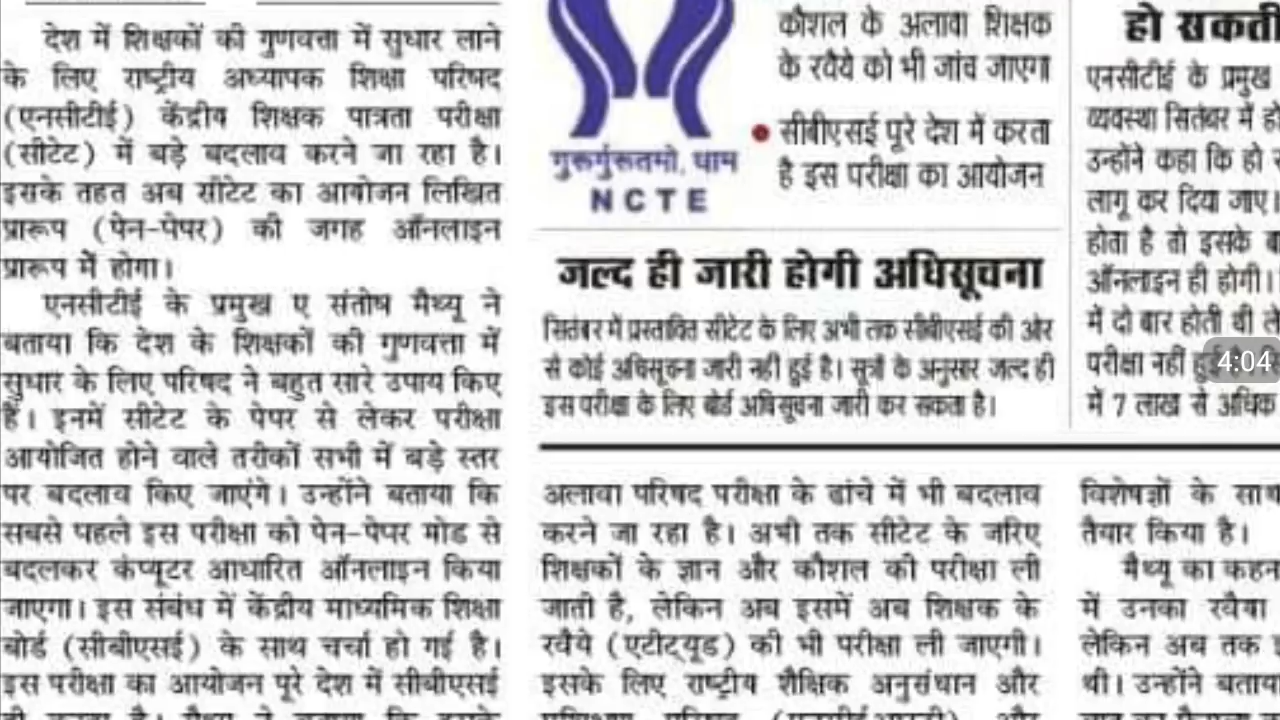 देश में शिक्षकों की गुणवत्ता में सुधार लाने
के लिए राष्ट्रीय अध्यापक शिक्षा परिषद
(एनसीटीई) केंद्रीय शिक्षक पात्रता परीक्षा
(सीटेट) में बड़े बदलाव करने जा रहा है।
इसके तहत अब सीटेट का आयोजन लिखित
प्रारूप (पेन-पेपर) की जगह ऑनलाइन
प्रारूप में होगा।
एनसीटीई के प्रमुख ए संतोष मैथ्यू ने
बताया कि देश के शिक्षकों की गुणवत्ता में
सुधार के लिए परिषद ने बहुत सारे उपाय किए
हैं। इनमें सीटेट के पेपर से लेकर परीक्षा
आयोजित होने वाले तरीकों सभी में बड़े स्तर
पर बदलाव किए जाएंगे। उन्होंने बताया कि
सबसे पहले इस परीक्षा को पेन-पेपर मोड से
बदलकर कंप्यूटर आधारित ऑनलाइन किया
जाएगा। इस संबंध में केंद्रीय माध्यमिक शिक्षा
बोर्ड (सीबीएसई) के साथ चर्चा हो गई है।
इस परीक्षा का आयोजन पूरे देश में सीबीएसई
गुरुर्गुरुतमो, धाम
NCTE
कौशल के अलावा शिक्षक
के रवैये को भी जांच जाएगा
सीबीएसई पूरे देश में करता
है इस परीक्षा का आयोजन
जल्द ही जारी होगी अधिसूचना
सितंबर में प्रस्तावित सीटेट के लिए अभी तक सीबीएसई की ओर
से कोई अधिसूचना जारी नहीं हुई है। सूत्रों के अनुसार जल्द ही
इस परीक्षा के लिए बोर्ड अधिसूचना जारी कर सकता है।
अलावा परिषद परीक्षा के ढांचे में भी बदलाव
करने जा रहा है। अभी तक सीटेट के जरिए
शिक्षकों के ज्ञान और कौशल की परीक्षा ली
जाती है, लेकिन अब इसमें अब शिक्षक के
रवैये (एटीट्यूड) की भी परीक्षा ली जाएगी।
इसके लिए राष्ट्रीय शैक्षिक अनुसंधान और
हो सकती
एनसीटीई के प्रमुख
व्यवस्था सितंबर में
उन्होंने कहा कि हो
लागू कर दिया जाए।
होता है तो इसके
ऑनलाइन ही होगी।
में दो बार होती थी
परीक्षा नहीं हुई
4:04
में 7 लाख से अधिक
विशेषज्ञों के साथ
तैयार किया है।
मैथ्यू का कहन
में उनका रवैया
लेकिन अब तक
थी। उन्होंने बताया